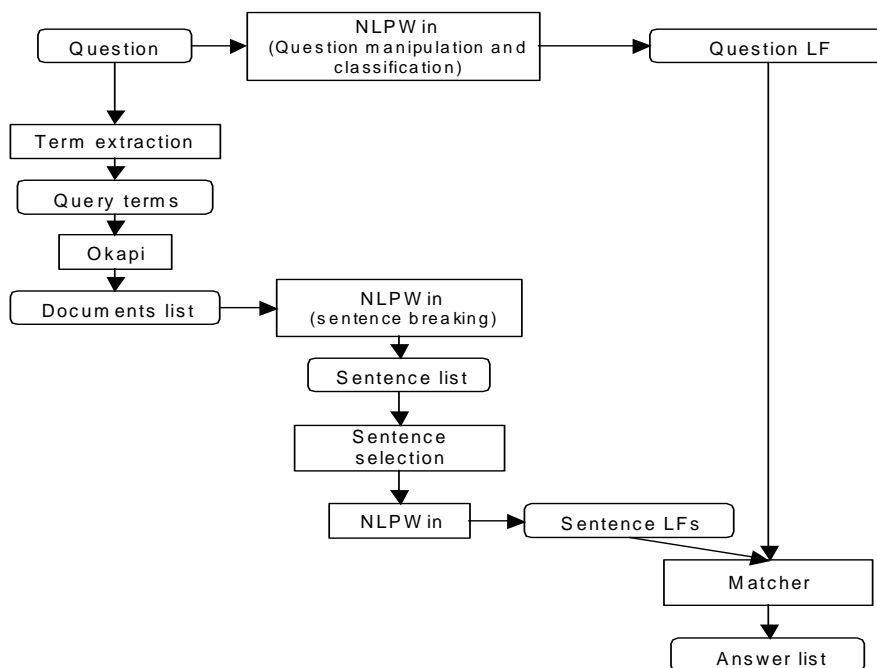 Question
NLPWin
(Question manipulation and
classification)
Question LF
Term extraction
Query terms
Okapi
Documents list
NLPWin
(sentence breaking)
Sentence list
Sentence
selection
NLPWin
Sentence LFs
Matcher
Answer list